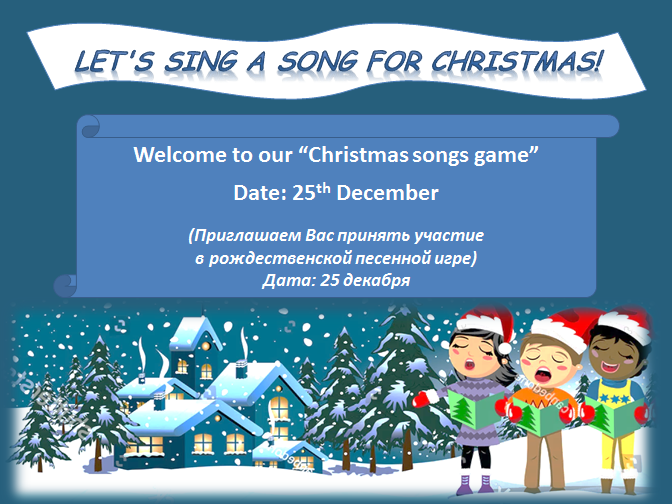 LET'S SING A SONG FOR CHRISTMAS!
Welcome to our “Christmas songs game”
Date: 25th December
(Приглашаем Вас принять участие
в рождественской песенной игре)
Дата: 25 декабря